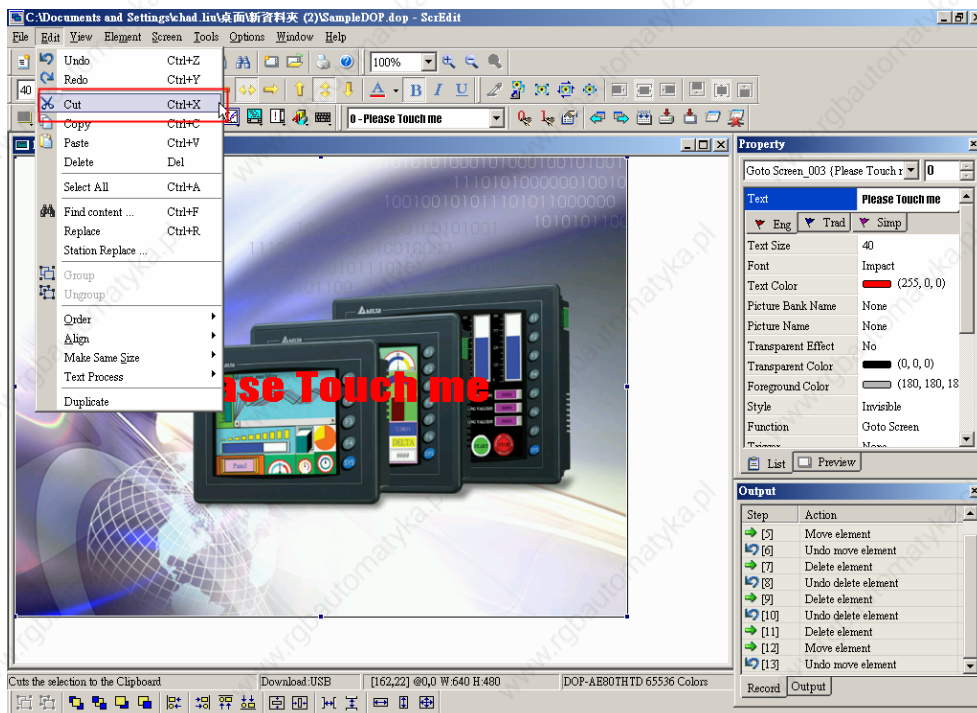 C:\Documents and Settings\chad.liu\桌面\新資料夾 (2)\SampleDOP.dop - ScrEdit
File Edit View Element Screen Tools Options Window Help
Undo Ctrl+Z
Redo Ctrl+Y
Cut Ctrl+X
Copy Ctrl+C
Paste Ctrl+V
Delete Del
Select All Ctrl+A
Find content ... Ctrl+F
Replace Ctrl+R
Station Replace ...
Group
Ungroup
Order
Align
Make Same Size
Text Process
Duplicate
100%
40
A B I U
0 - Please Touch me
ase Touch me
DELTA
START
Property
Goto Screen_003 {Please Touch r 0
Text Please Touch me
Eng Trad Simp
Text Size 40
Font Impact
Text Color (255, 0, 0)
Picture Bank Name None
Picture Name None
Transparent Effect No
Transparent Color (0, 0, 0)
Foreground Color (180, 180, 18
Style Invisible
Function Goto Screen
Trigger None
List Preview
Output
Step Action
[5] Move element
[6] Undo move element
[7] Delete element
[8] Undo delete element
[9] Delete element
[10] Undo delete element
[11] Delete element
[12] Move element
[13] Undo move element
Record Output
Cuts the selection to the Clipboard Download:USB [162,22] @0,0 W:640 H:480 DOP-AE80THTD 65536 Colors
www.rgbautomatyka.pl